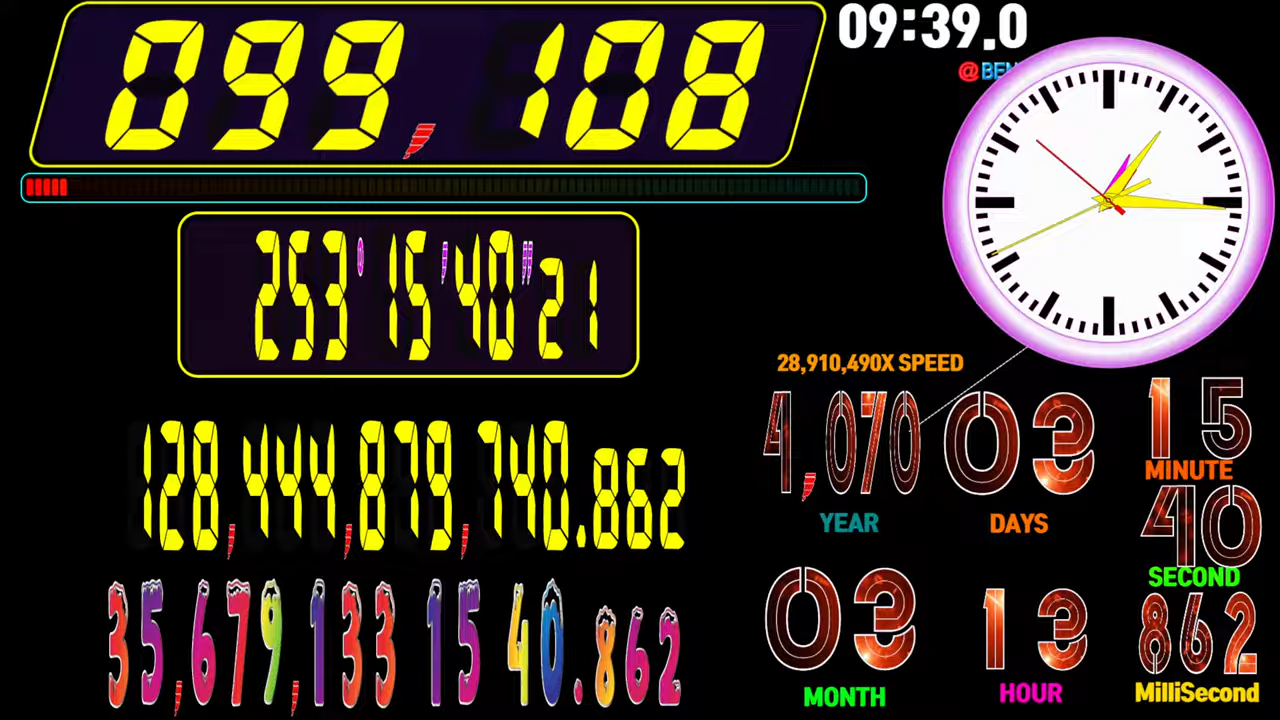 099,108
09:39.0
@BEN
253°15'40"21
28,910,490X SPEED
4,070
YEAR
03
DAYS
15
MINUTE
40
SECOND
128,444,879,740.862
35,679,133 15 40.862
03
MONTH
13
HOUR
862
MilliSecond